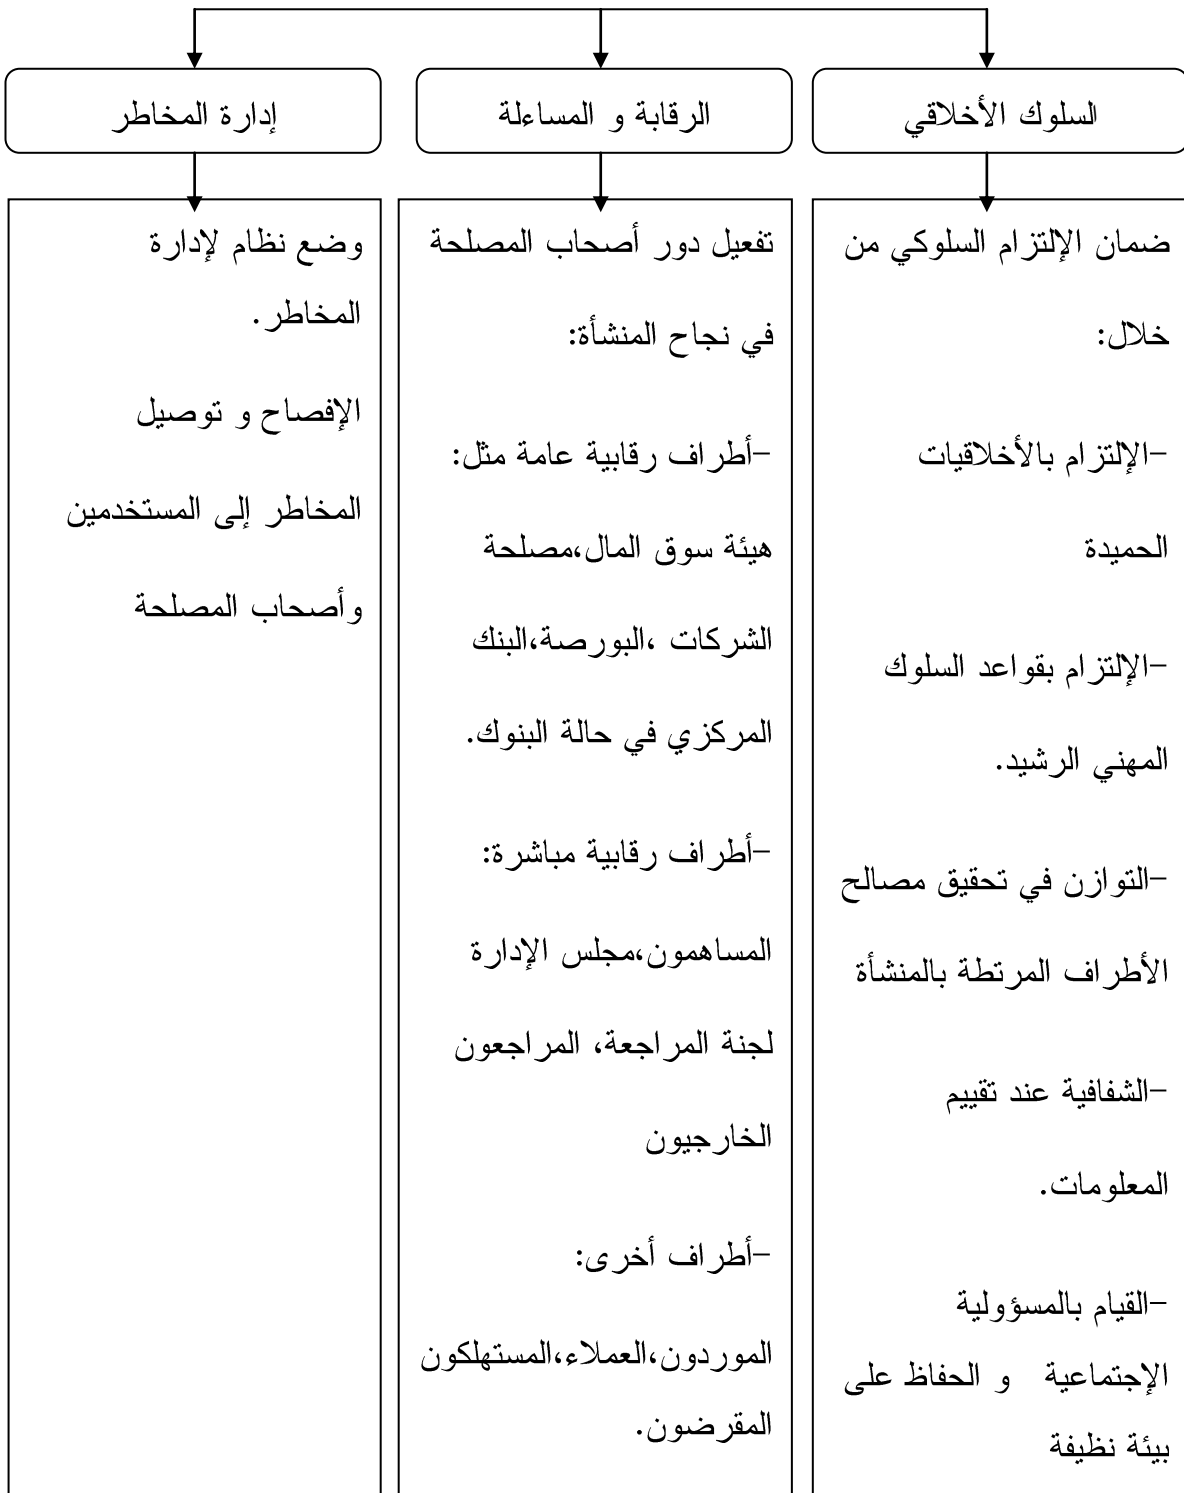 السلوك الأخلاقي
ضمان الإلتزام السلوكي من
خلال:
-الإلتزام بالأخلاقيات
الحميدة
-الإلتزام بقواعد السلوك
المهني الرشيد.
-التوازن في تحقيق مصالح
الأطراف المرتطة بالمنشأة
-الشفافية عند تقييم
المعلومات.
-القيام بالمسؤولية
الإجتماعية و الحفاظ على
بيئة نظيفة
الرقابة و المساءلة
تفعيل دور أصحاب المصلحة
في نجاح المنشأة:
-أطراف رقابية عامة مثل:
هيئة سوق المال،مصلحة
الشركات ،البورصة،البنك
المركزي في حالة البنوك.
-أطراف رقابية مباشرة:
المساهمون،مجلس الإدارة
لجنة المراجعة، المراجعون
الخارجيون
-أطراف أخرى:
الموردون،العملاء،المستهلكون
المقرضون.
إدارة المخاطر
وضع نظام لإدارة
المخاطر.
الإفصاح و توصيل
المخاطر إلى المستخدمين
وأصحاب المصلحة